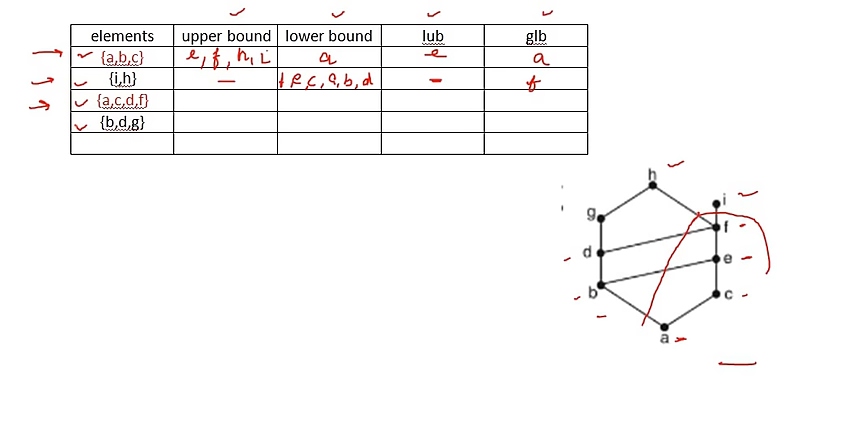 elements upper bound lower bound lub glb
{a,b,c} e, f, h, i a e a
{i,h} — f, e, c, a, b, d - f
{a,c,d,f}
{b,d,g}
h
i
g
f
d
e
b
c
a